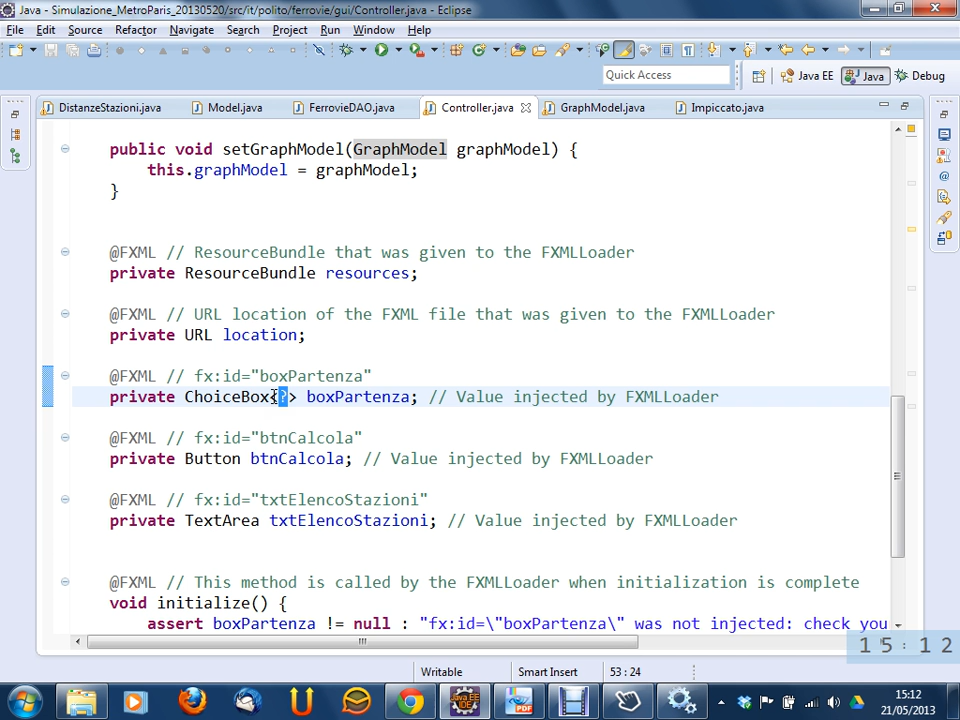 Java - Simulazione_MetroParis_20130520/src/it/polito/ferrovie/gui/Controller.java - Eclipse
File Edit Source Refactor Navigate Search Project Run Window Help
Quick Access
Java EE Java Debug
DistanzeStazioni.java Model.java FerrovieDAO.java Controller.java GraphModel.java Impiccato.java
public void setGraphModel(GraphModel graphModel) {
this.graphModel = graphModel;
}
@FXML // ResourceBundle that was given to the FXMLLoader
private ResourceBundle resources;
@FXML // URL location of the FXML file that was given to the FXMLLoader
private URL location;
@FXML // fx:id="boxPartenza"
private ChoiceBox<?> boxPartenza; // Value injected by FXMLLoader
@FXML // fx:id="btnCalcola"
private Button btnCalcola; // Value injected by FXMLLoader
@FXML // fx:id="txtElencoStazioni"
private TextArea txtElencoStazioni; // Value injected by FXMLLoader
@FXML // This method is called by the FXMLLoader when initialization is complete
void initialize() {
assert boxPartenza != null : "fx:id=\"boxPartenza\" was not injected: check you
15:12
Writable Smart Insert 53 : 24
15:12
21/05/2013